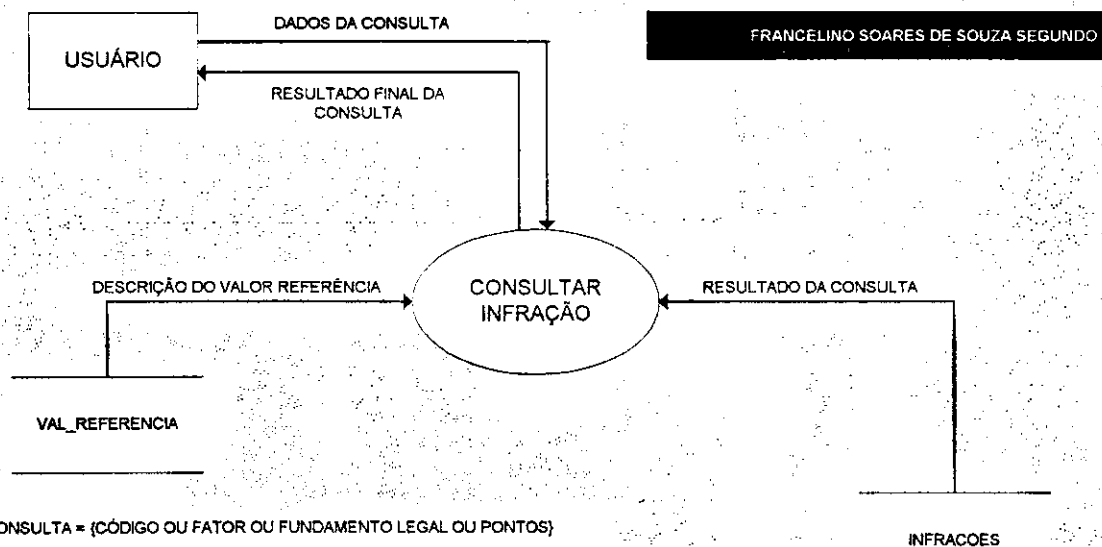 DADOS DA CONSULTA
FRANCELINO SOARES DE SOUZA SEGUNDO
USUÁRIO
RESULTADO FINAL DA
CONSULTA
DESCRIÇÃO DO VALOR REFERÊNCIA
CONSULTAR
INFRAÇÃO
RESULTADO DA CONSULTA
VAL_REFERENCIA
ONSULTA = {CÓDIGO OU FATOR OU FUNDAMENTO LEGAL OU PONTOS}
INFRACOES